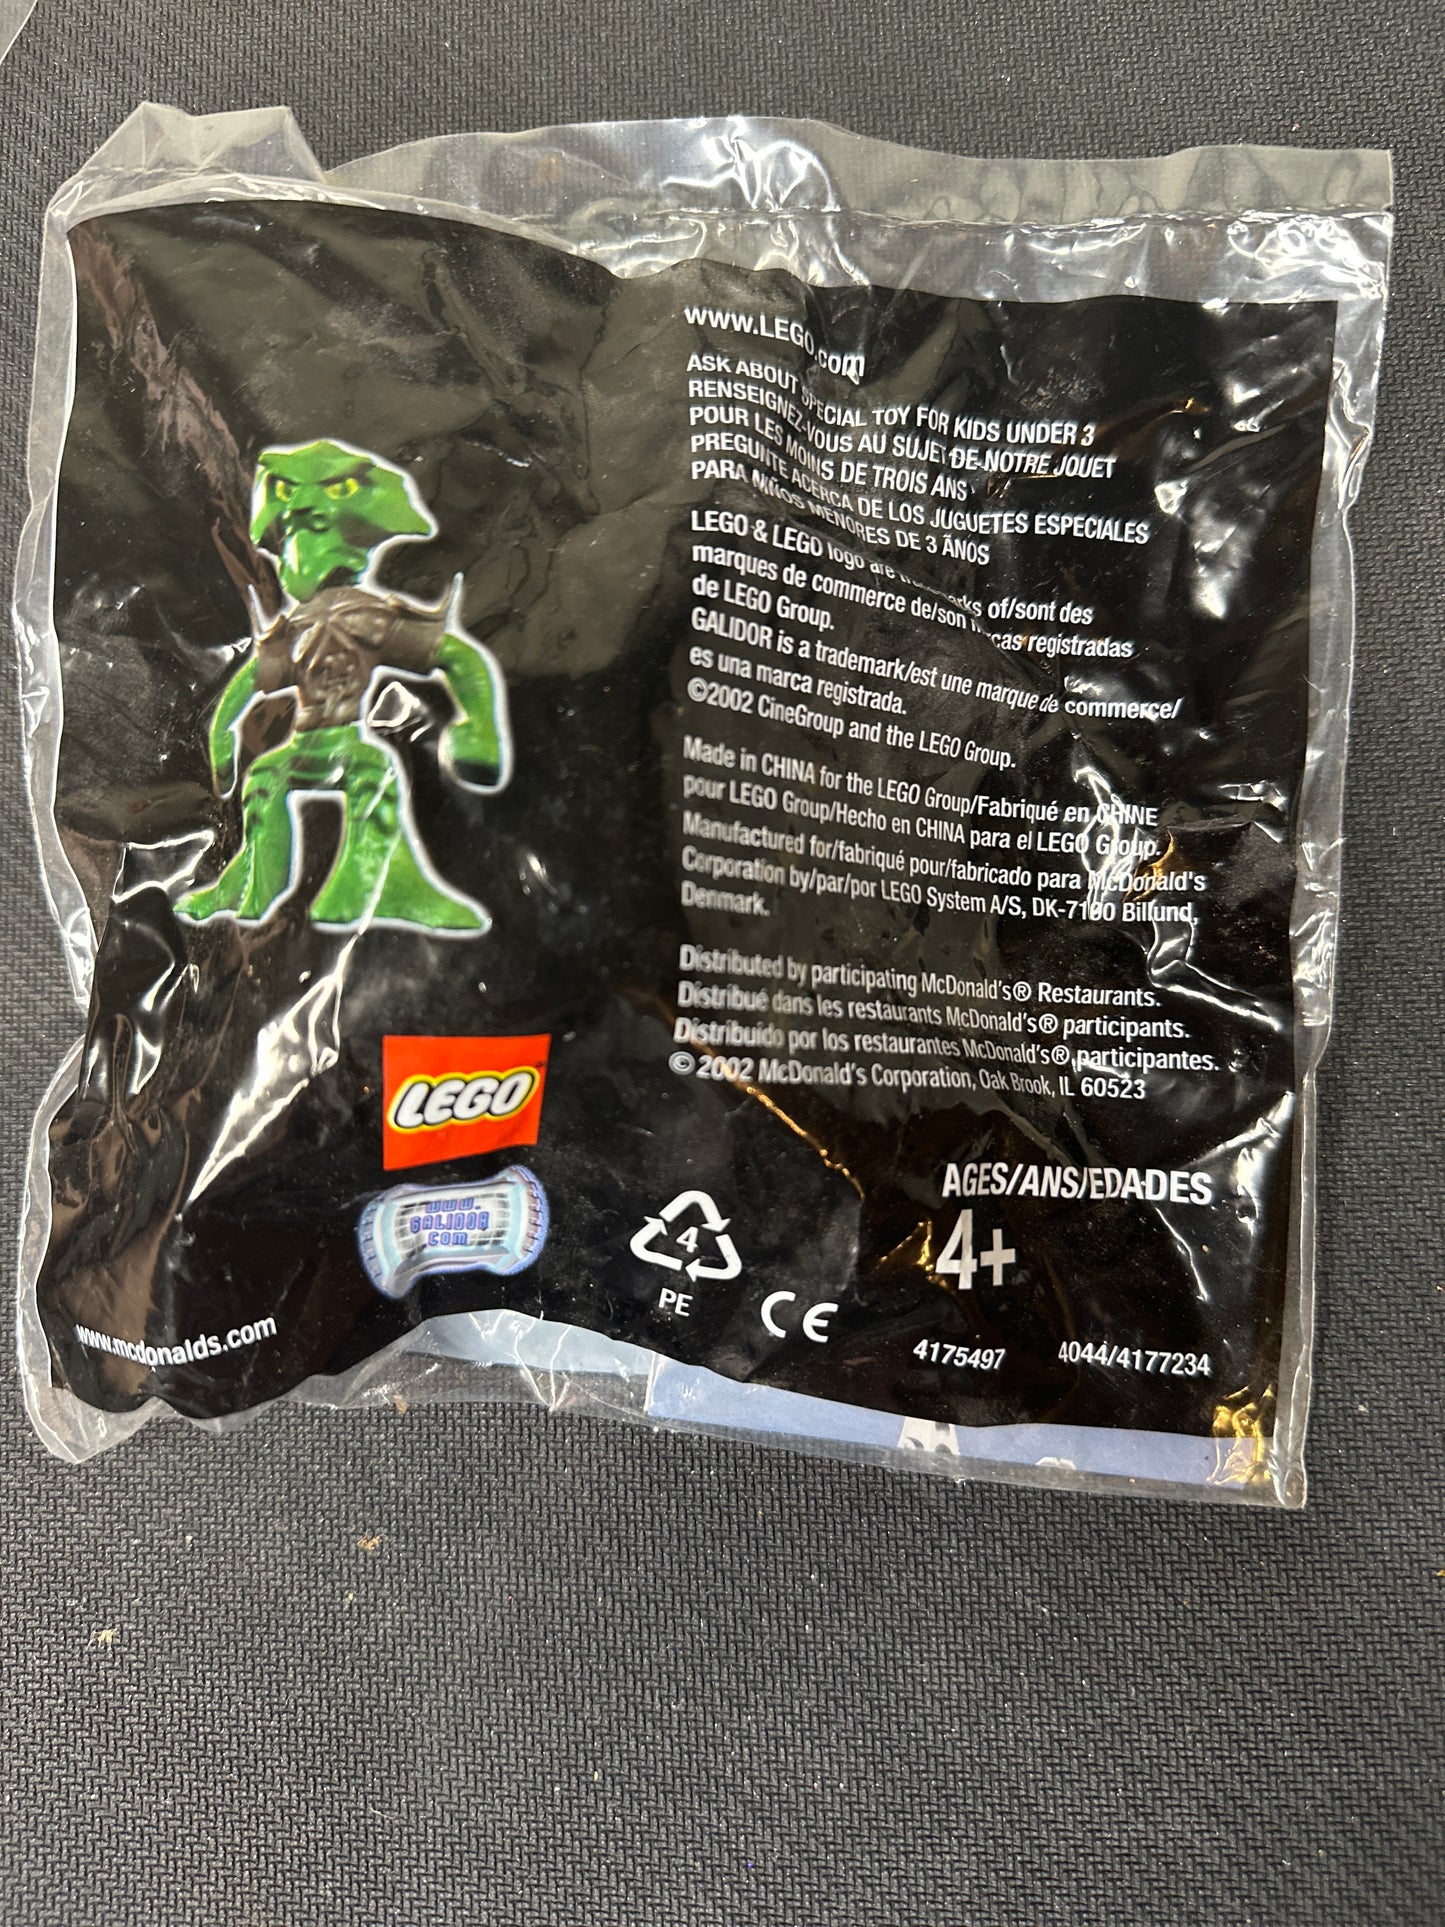 www.LEGO.com
ASK ABOUT SPECIAL TOY FOR KIDS UNDER 3
RENSEIGNEZ-VOUS AU SUJET DE NOTRE JOUET
POUR LES MOINS DE TROIS ANS
PREGUNTE ACERCA DE LOS JUGUETES ESPECIALES
PARA MIÑOS MENORES DE 3 ÃNOS
LEGO & LEGO logo are trademarks of/sont des
marques de commerce de/son marcas registradas
de LEGO Group.
GALIDOR is a trademark/est une marque de commerce/
es una marca registrada.
©2002 CineGroup and the LEGO Group.
Made in CHINA for the LEGO Group/Fabriqué en CHINE
pour LEGO Group/Hecho en CHINA para el LEGO Group.
Manufactured for/fabriqué pour/fabricado para McDonald's
Corporation by/par/por LEGO System A/S, DK-7190 Billund,
Denmark.
Distributed by participating McDonald's® Restaurants.
Distribué dans les restaurants McDonald's® participants.
Distribuido por los restaurantes McDonald's® participantes.
© 2002 McDonald's Corporation, Oak Brook, IL 60523
LEGO®
www.
GALIDOR
COM
4
PE
CE
AGES/ANS/EDADES
4+
www.mcdonalds.com
4175497 4044/4177234